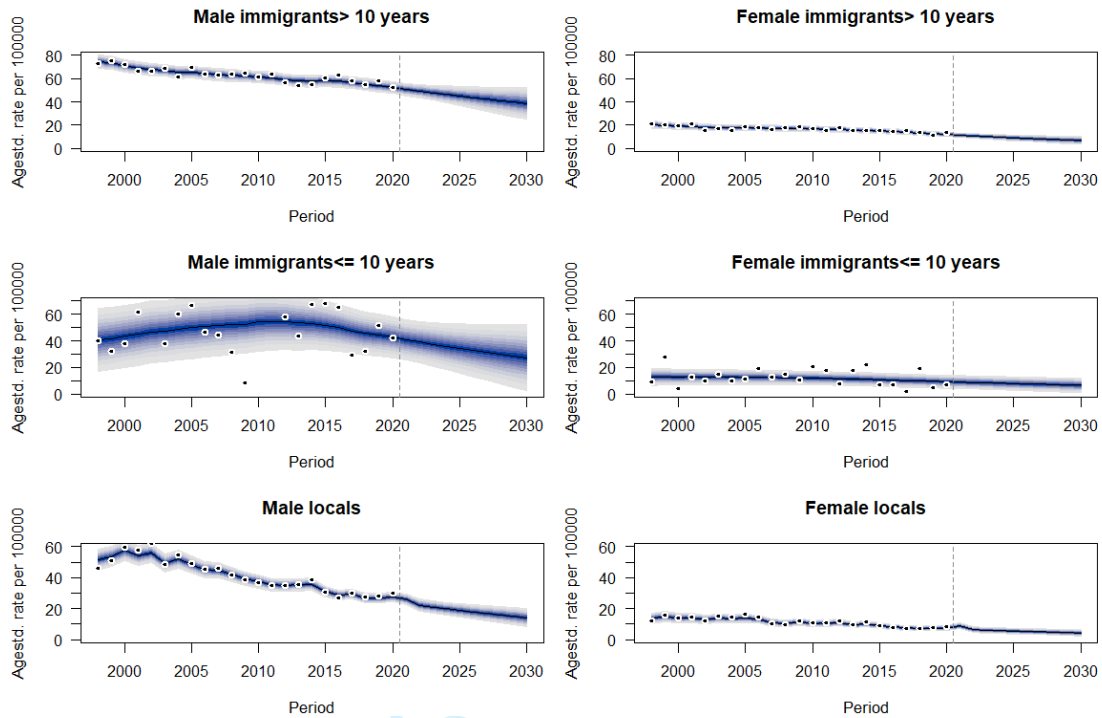 Male immigrants> 10 years
Female immigrants> 10 years
Agestd. rate per 100000
80
60
40
20
0
2000 2005 2010 2015 2020 2025 2030
Period
Agestd. rate per 100000
80
60
40
20
0
2000 2005 2010 2015 2020 2025 2030
Period
Male immigrants<= 10 years
Female immigrants<= 10 years
Agestd. rate per 100000
60
40
20
0
2000 2005 2010 2015 2020 2025 2030
Period
Agestd. rate per 100000
60
40
20
0
2000 2005 2010 2015 2020 2025 2030
Period
Male locals
Female locals
Agestd. rate per 100000
60
40
20
0
2000 2005 2010 2015 2020 2025 2030
Period
Agestd. rate per 100000
60
40
20
0
2000 2005 2010 2015 2020 2025 2030
Period